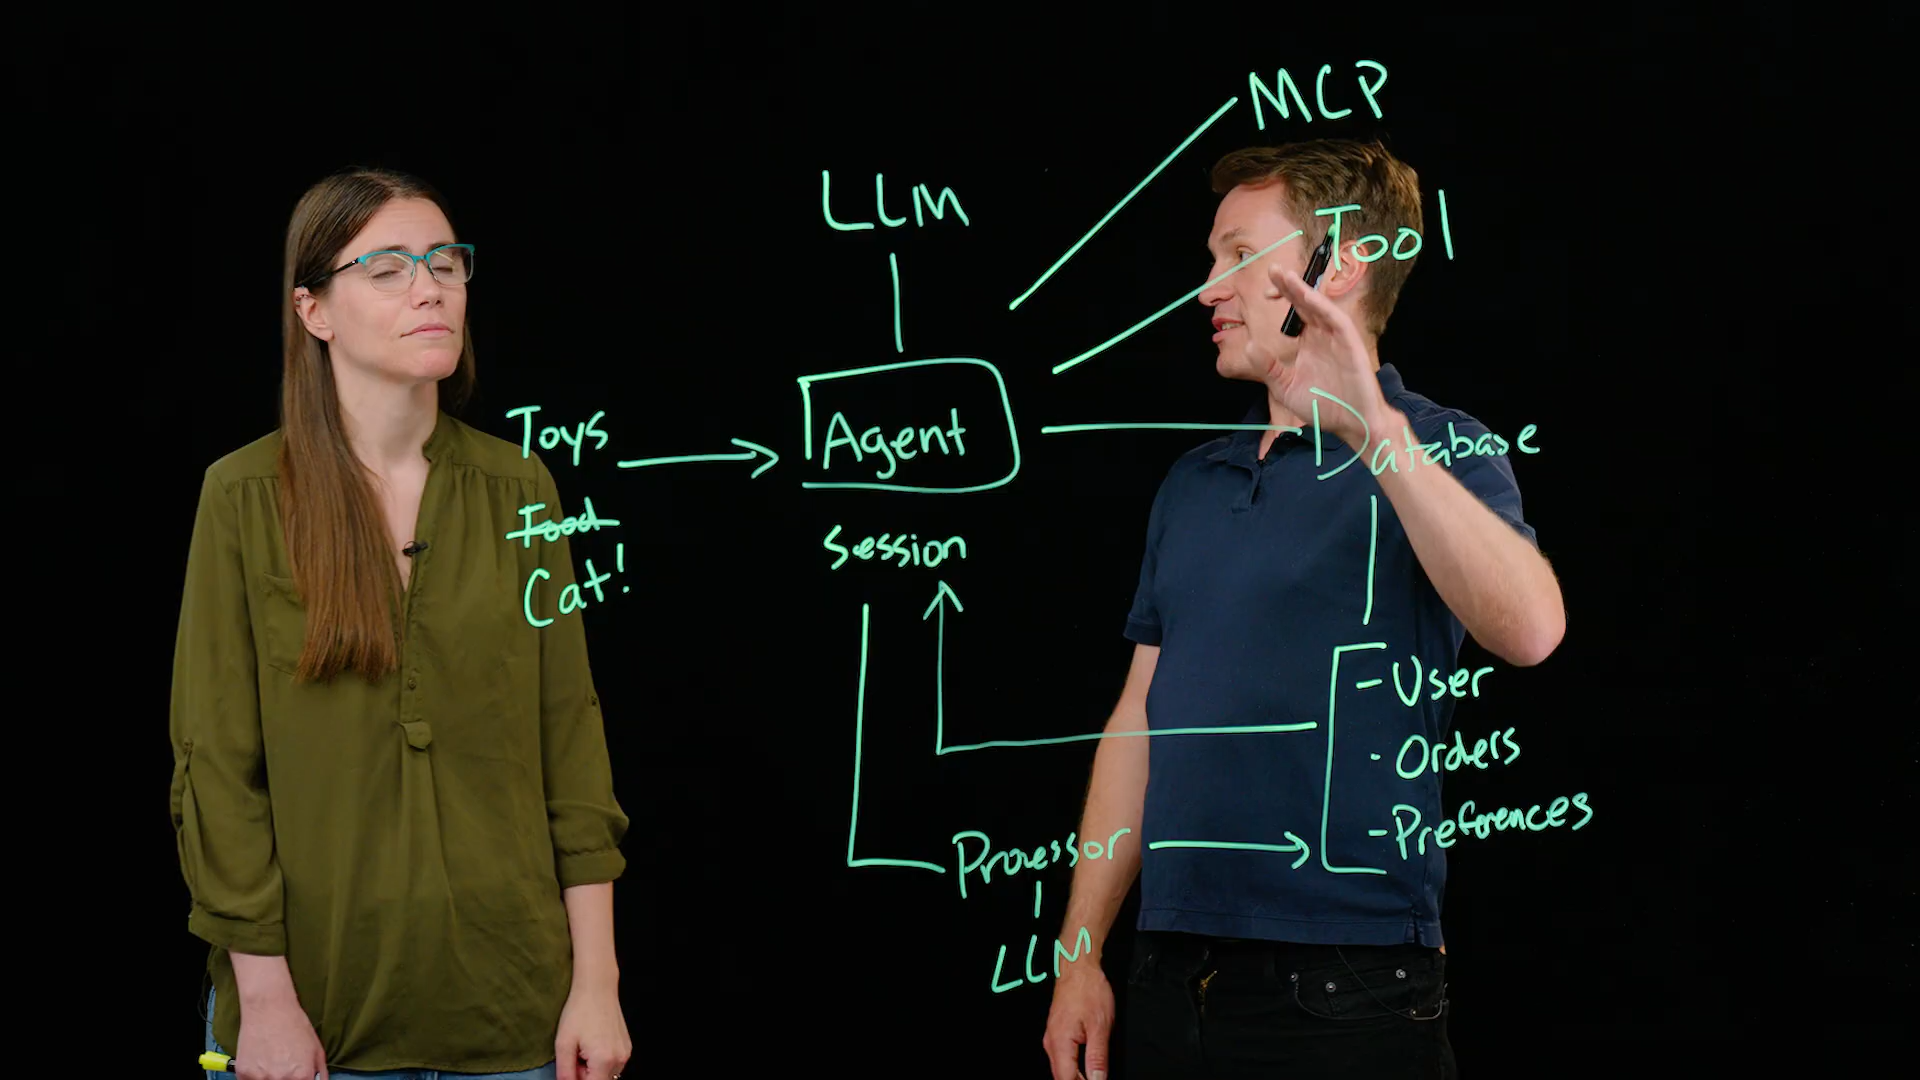 MCP
LLM
Tool
Toys
Agent
Database
Food
Cat!
Session
- User
· Orders
- Preferences
Processor
LLM